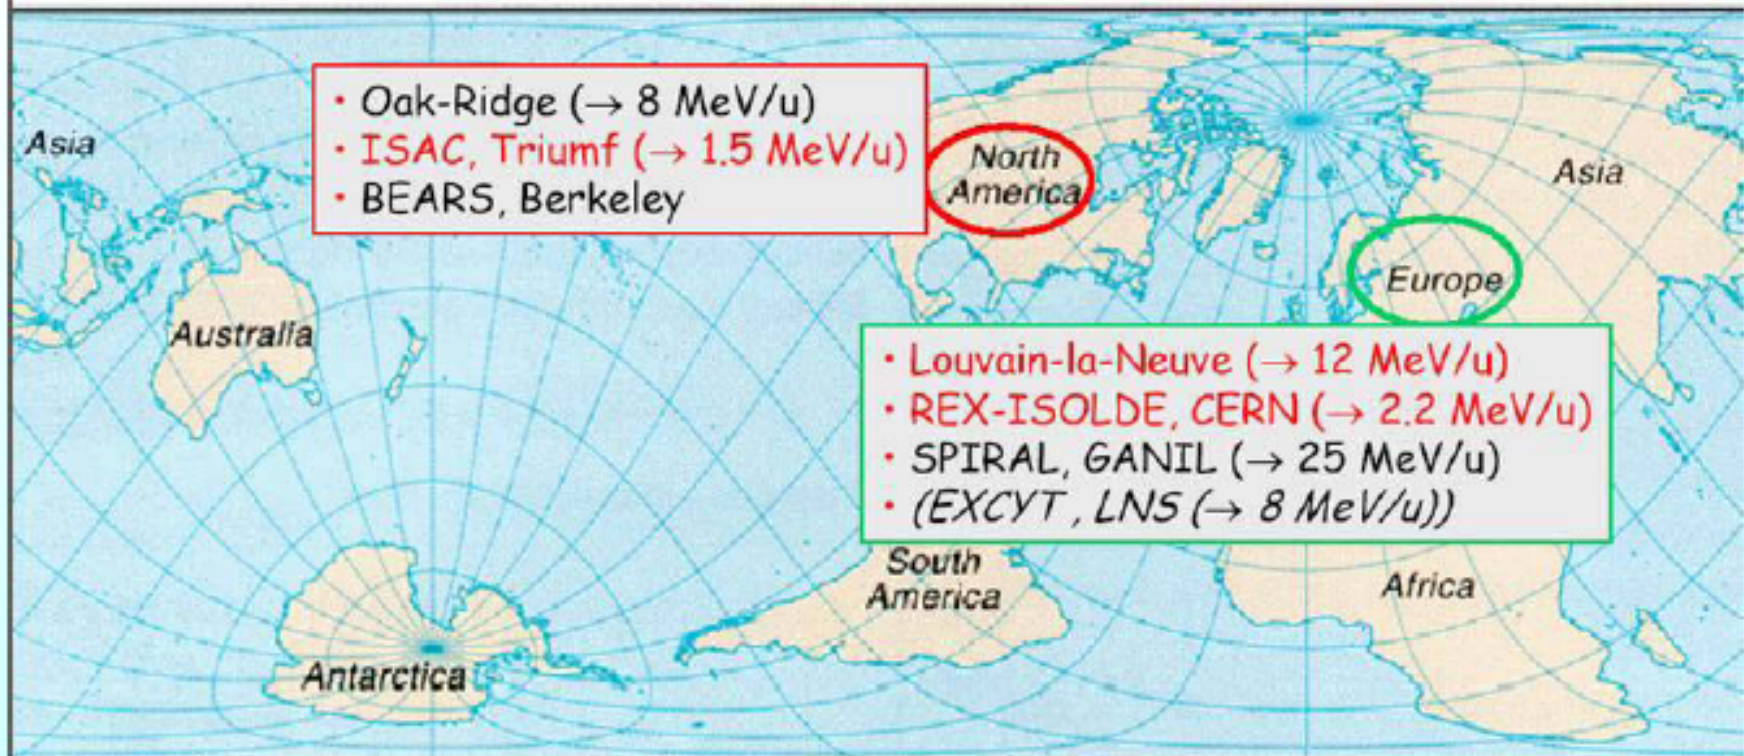 • Oak-Ridge (→ 8 MeV/u)
• ISAC, Triumf (→ 1.5 MeV/u)
• BEARS, Berkeley
Asia
North
America
Asia
Europe
Australia
• Louvain-la-Neuve (→ 12 MeV/u)
• REX-ISOLDE, CERN (→ 2.2 MeV/u)
• SPIRAL, GANIL (→ 25 MeV/u)
• (EXCYT , LNS (→ 8 MeV/u))
South
America
Africa
Antarctica